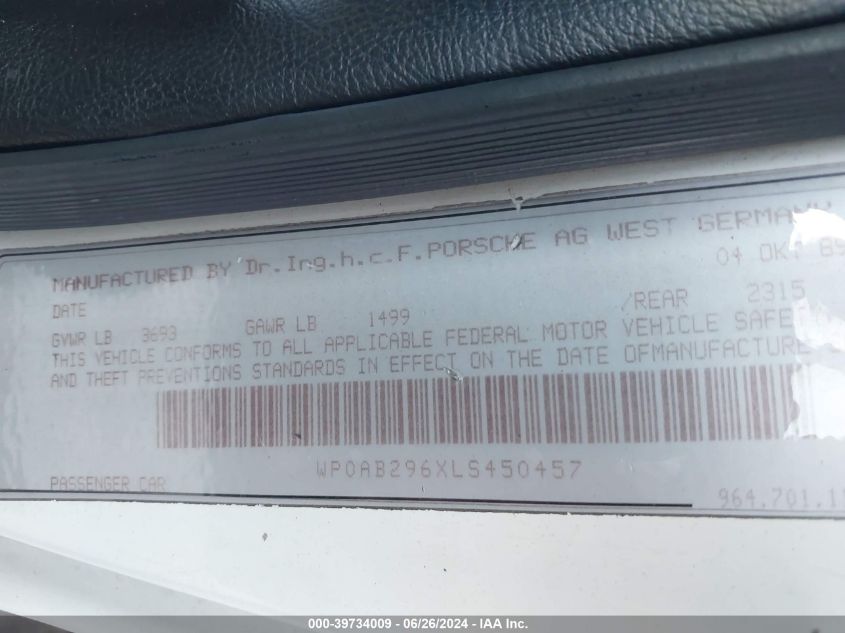 MANUFACTURED BY Dr.Ing.h.c.F.PORSCHE AG WEST GERMANY
DATE 04 OKT 89
GVWR LB 3693 GAWR LB 1499 /REAR 2315
THIS VEHICLE CONFORMS TO ALL APPLICABLE FEDERAL MOTOR VEHICLE SAFET
AND THEFT PREVENTIONS STANDARDS IN EFFECT ON THE DATE OFMANUFACTURE
WP0AB296XLS450457
PASSENGER CAR 964.701.1
000-39734009 - 06/26/2024 - IAA Inc.